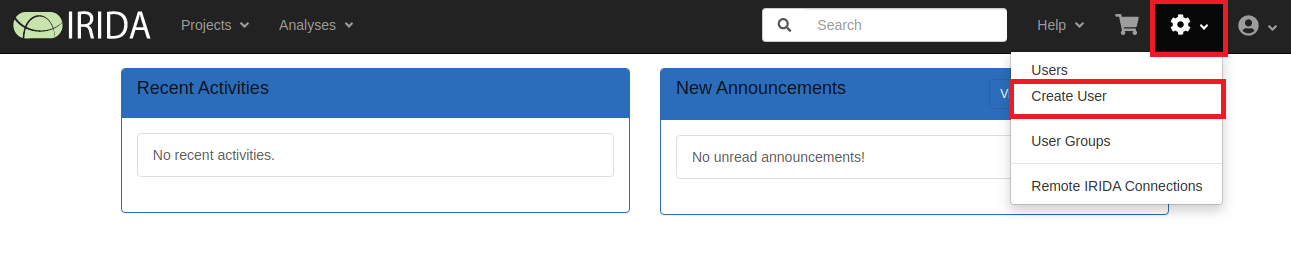 IRIDA Projects Analyses Search Help
Users
Recent Activities New Announcements
Create User
User Groups
No recent activities. No unread announcements!
Remote IRIDA Connections